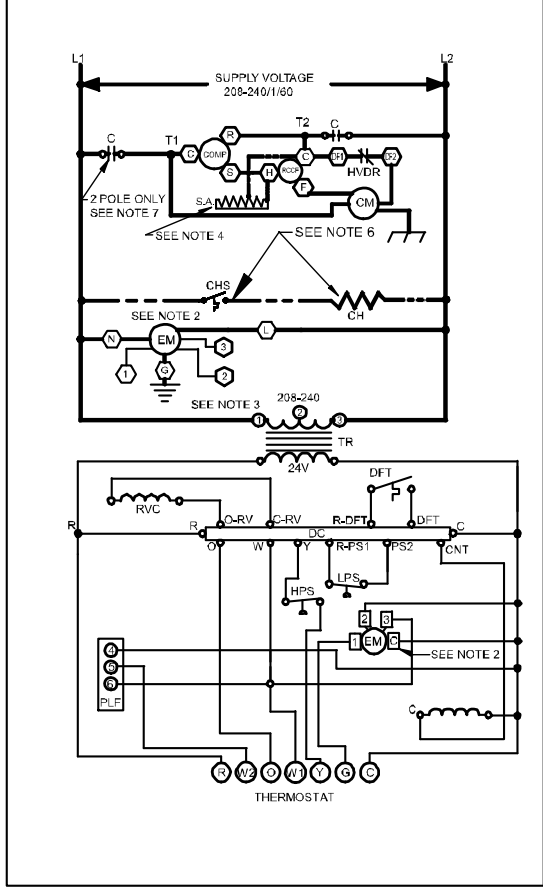 L1 L2
SUPPLY VOLTAGE
208-240/1/60
T2 C
C T1 R
C COMP C DF1 DF2
HVDR
S H RCCP
F
2 POLE ONLY S.A. CM
SEE NOTE 7
SEE NOTE 4 SEE NOTE 6
CHS
SEE NOTE 2 CH
N EM L
3
1 G 2
SEE NOTE 3 208-240
1 2 3
TR
24V
DFT
RVC
O-RV C-RV R-DFT DFT
R R DC C
O W Y R-PS1 PS2 CNT
LPS
HPS
2 3
1 EM C
4 SEE NOTE 2
5
6
PLF C
R W2 O W1 Y G C
THERMOSTAT